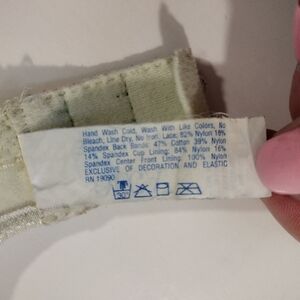 Hand Wash Cold, Wash With Like Colors, No
Bleach, Line Dry, No Iron. Lace: 82% Nylon 18%
Spandex Back Bands: 47% Cotton 39% Nylon
14% Spandex Cup Lining: 84% Nylon 16%
Spandex Center Front Lining: 100% Nylon
EXCLUSIVE OF DECORATION AND ELASTIC
RN 19090
30